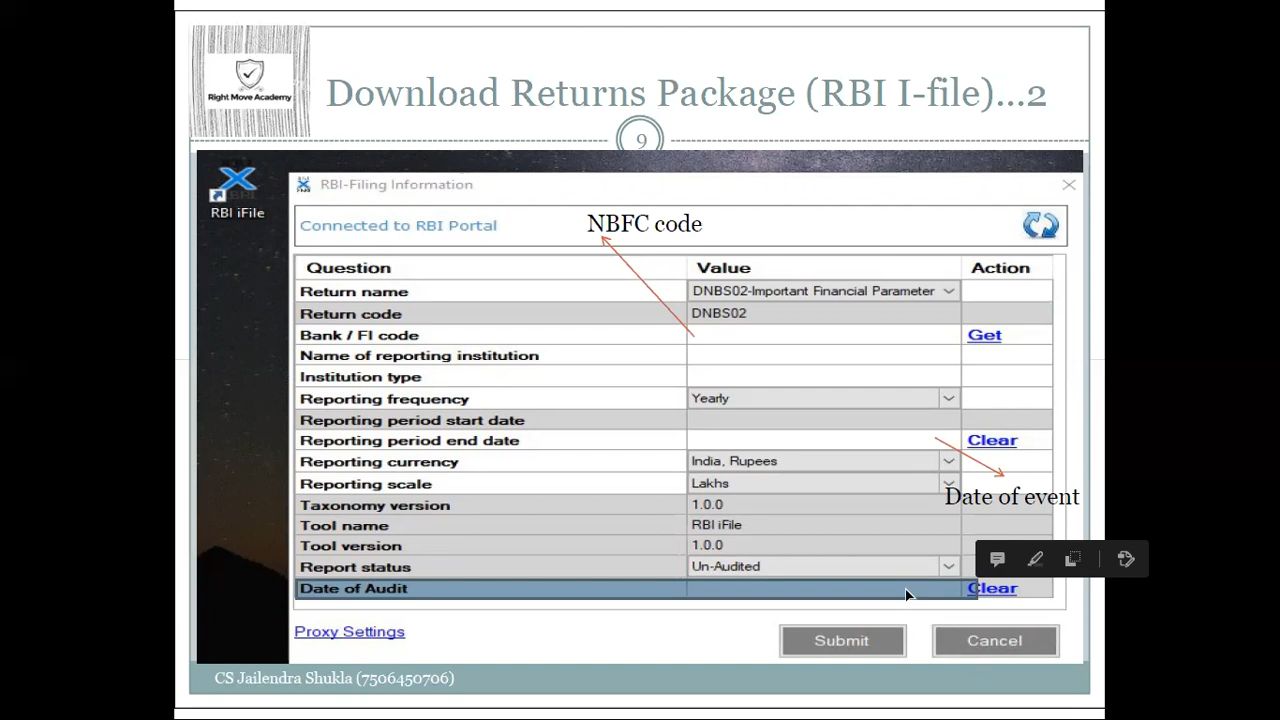 Right Move Academy
Download Returns Package (RBI I-file)...2
9
RBI iFile
RBI-Filing Information
Connected to RBI Portal
NBFC code
Question Value Action
Return name DNBS02-Important Financial Parameter
Return code DNBS02
Bank / FI code Get
Name of reporting institution
Institution type
Reporting frequency Yearly
Reporting period start date
Reporting period end date Clear
Reporting currency India, Rupees
Reporting scale Lakhs
Date of event
Taxonomy version 1.0.0
Tool name RBI iFile
Tool version 1.0.0
Report status Un-Audited
Date of Audit Clear
Proxy Settings Submit Cancel
CS Jailendra Shukla (7506450706)